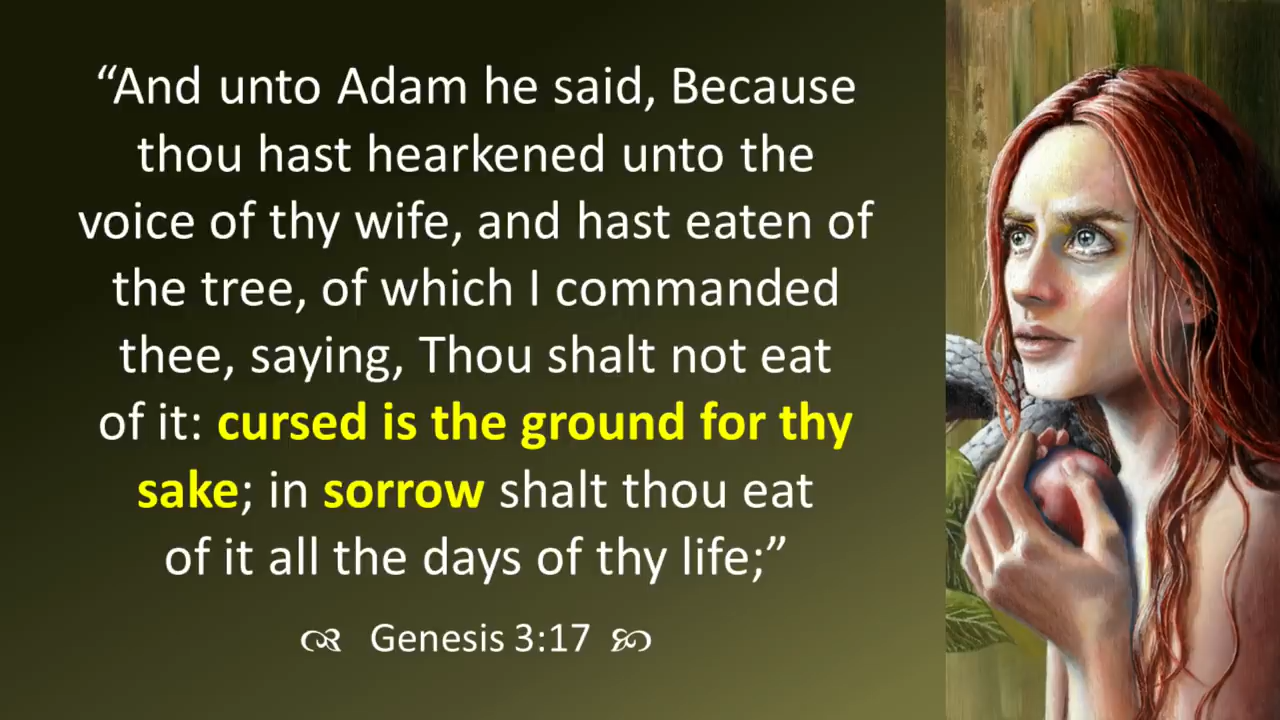 “And unto Adam he said, Because
thou hast hearkened unto the
voice of thy wife, and hast eaten of
the tree, of which I commanded
thee, saying, Thou shalt not eat
of it: cursed is the ground for thy
sake; in sorrow shalt thou eat
of it all the days of thy life;”
Genesis 3:17